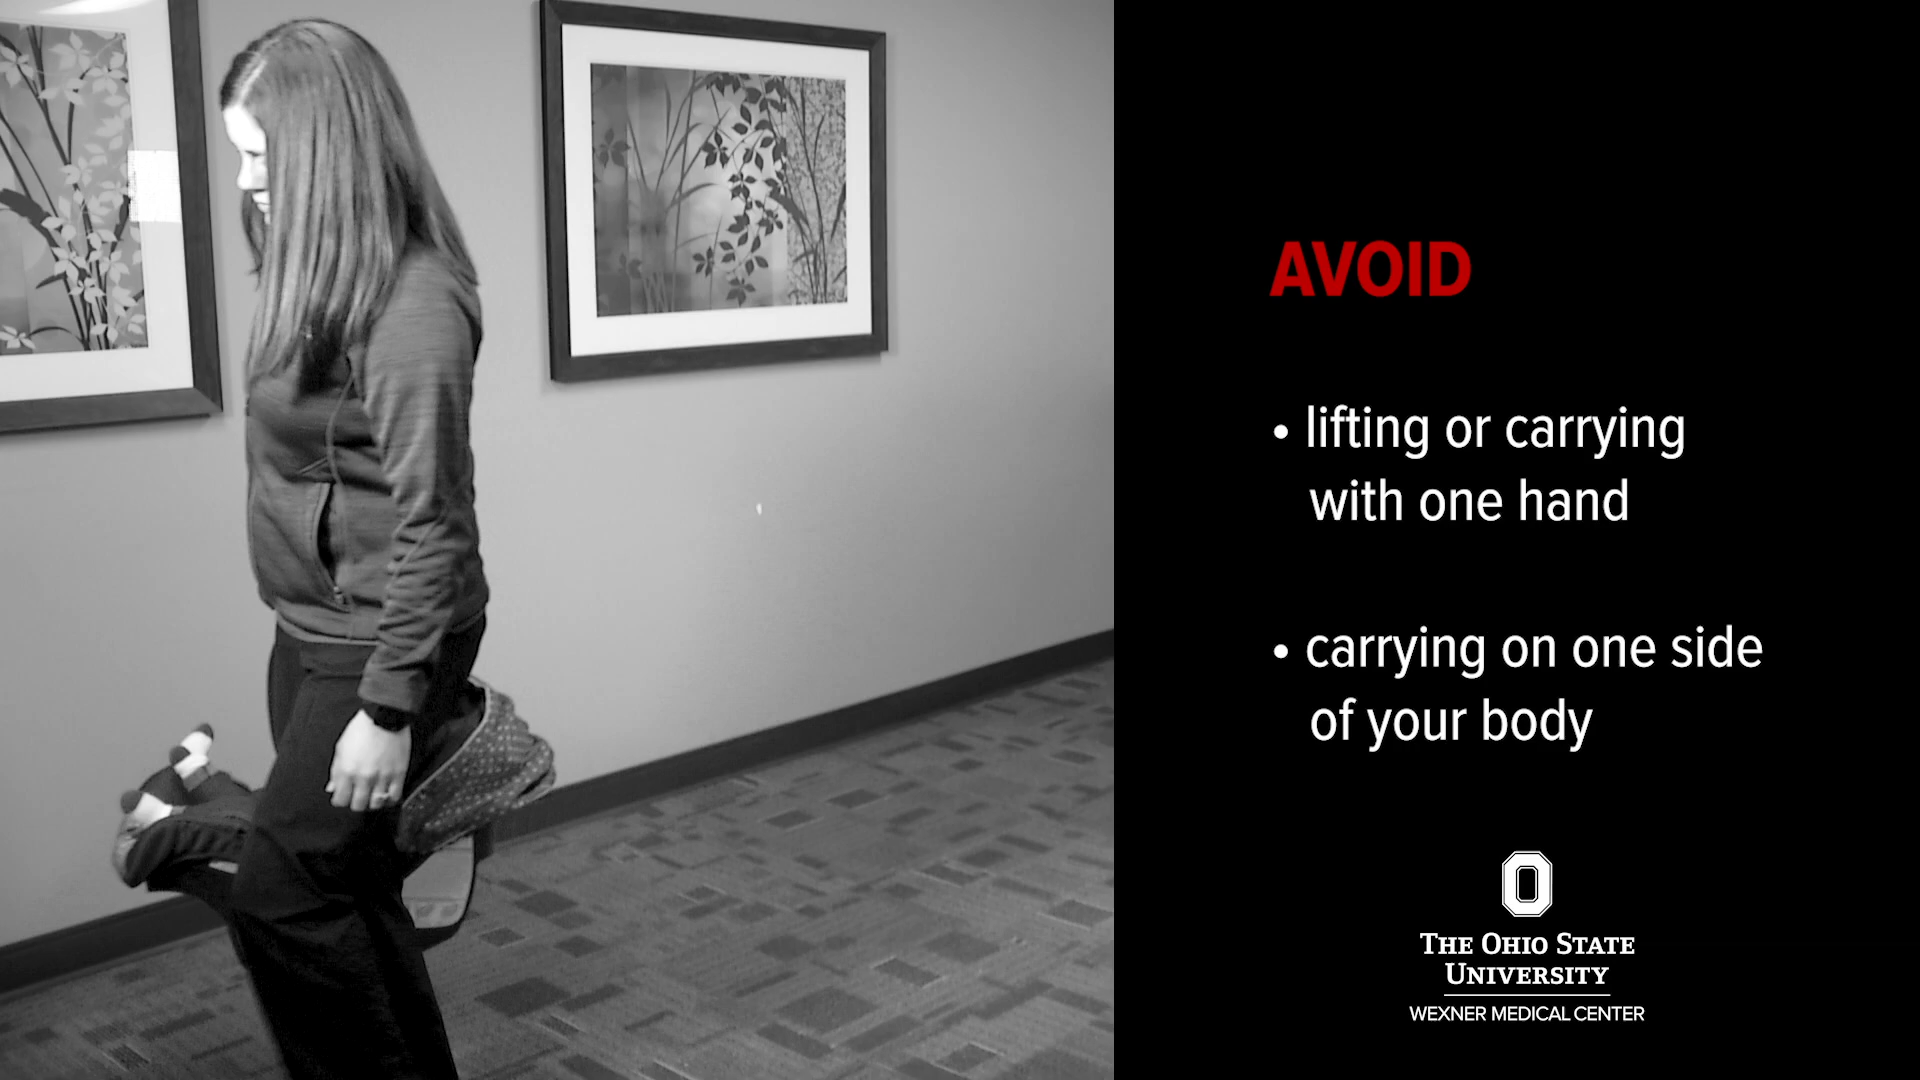 AVOID
• lifting or carrying
with one hand
• carrying on one side
of your body
THE OHIO STATE
UNIVERSITY
WEXNER MEDICAL CENTER